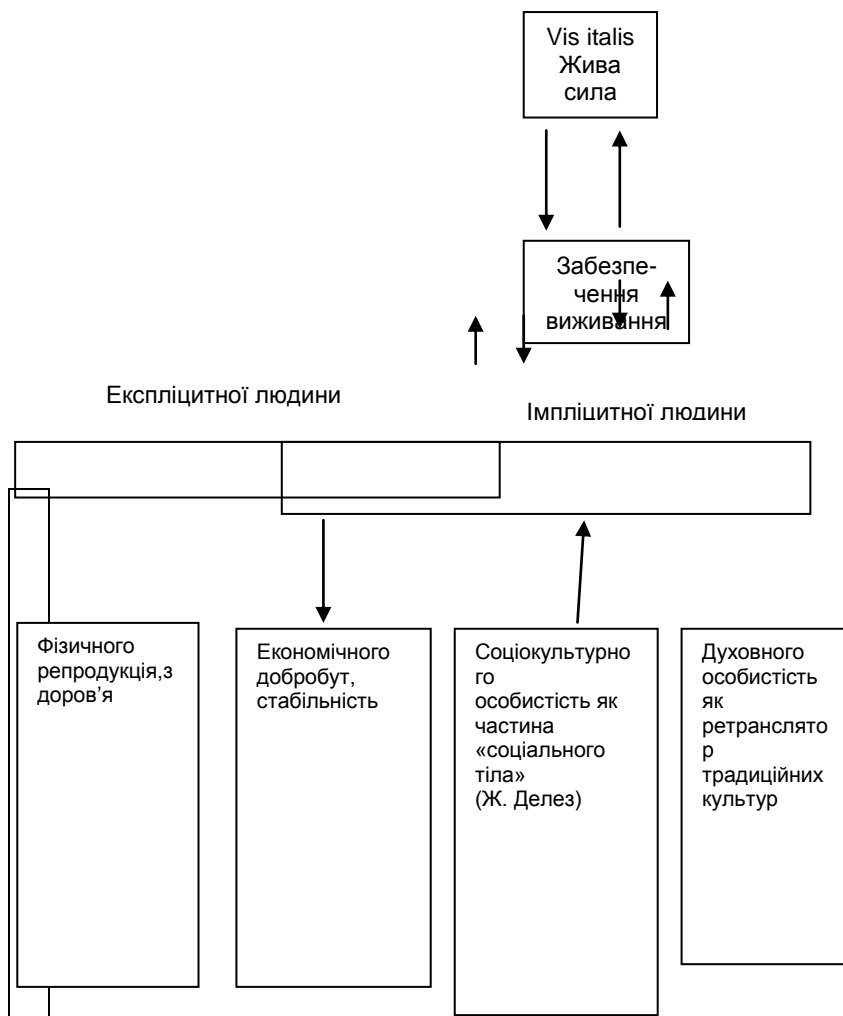 Vis italis
Жива
сила
Забезпе-
чення
виживання
Експліцитної людини
Імпліцитної людини
Фізичного
репродукція,з
доров’я
Економічного
добробут,
стабільність
Соціокультурно
го
особистість як
частина
«соціального
тіла»
(Ж. Делез)
Духовного
особистість
як
ретранслято
р
традиційних
культур